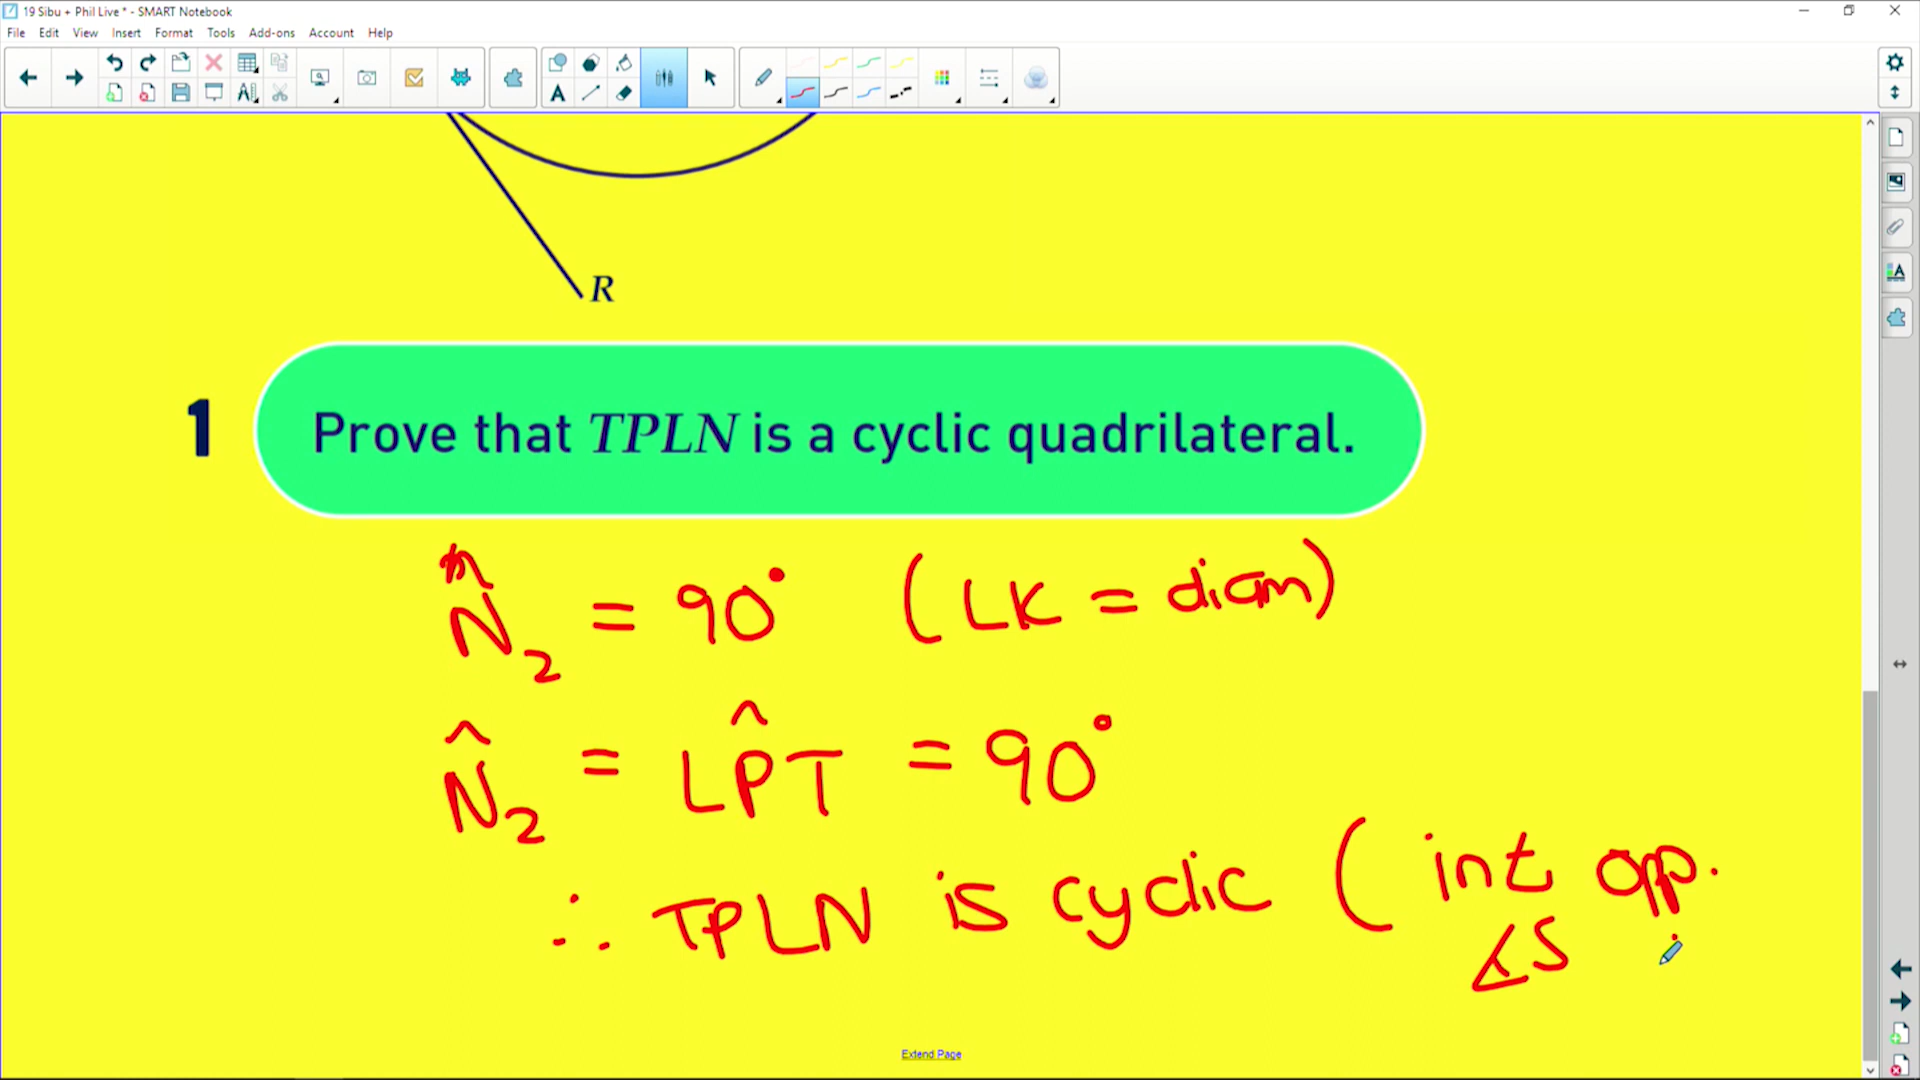 19 Sibu + Phil Live * - SMART Notebook
File Edit View Insert Format Tools Add-ons Account Help
R
1 Prove that TPLN is a cyclic quadrilateral.
N̂₂ = 90° (LK = diam)
N̂₂ = LP̂T = 90°
∴ TPLN is cyclic (int opp.
∡s
Extend Page